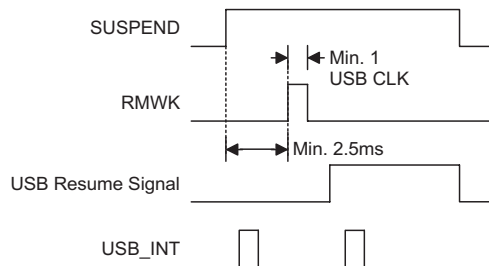 SUSPEND
Min. 1
USB CLK
RMWK
Min. 2.5ms
USB Resume Signal
USB_INT